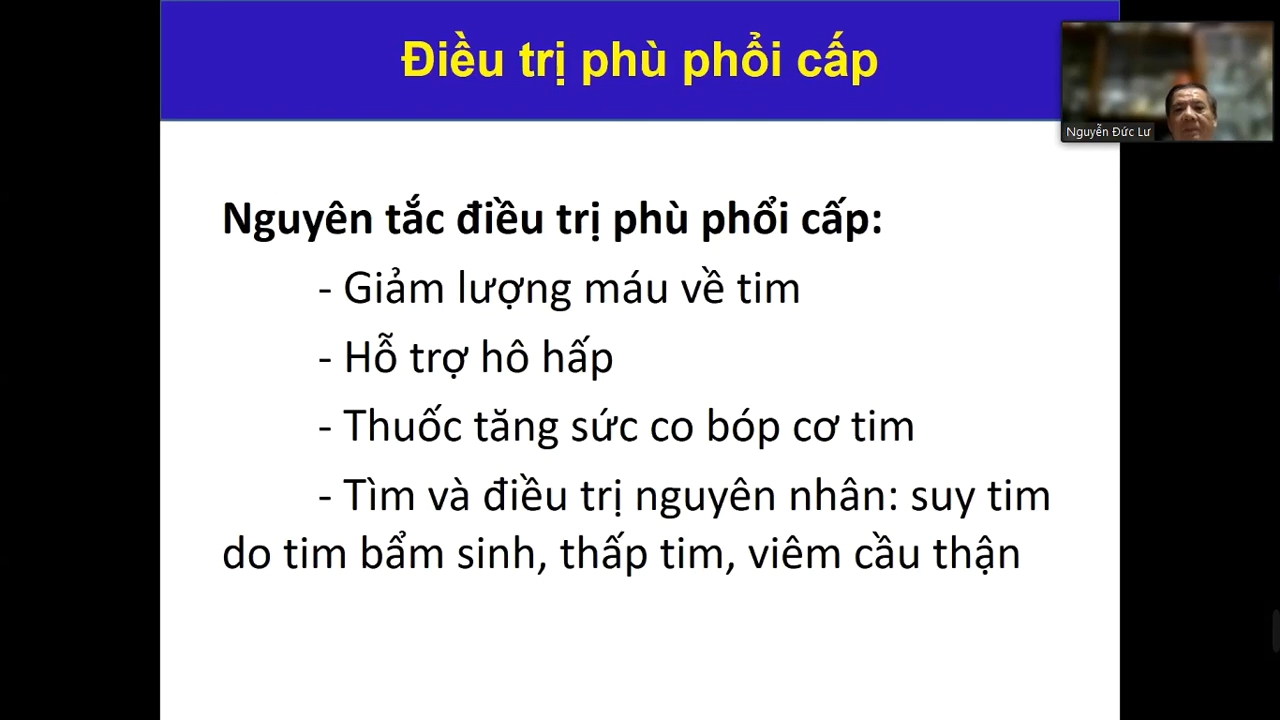 Điều trị phù phổi cấp
Nguyễn Đức Lư
Nguyên tắc điều trị phù phổi cấp:
- Giảm lượng máu về tim
- Hỗ trợ hô hấp
- Thuốc tăng sức co bóp cơ tim
- Tìm và điều trị nguyên nhân: suy tim
do tim bẩm sinh, thấp tim, viêm cầu thận